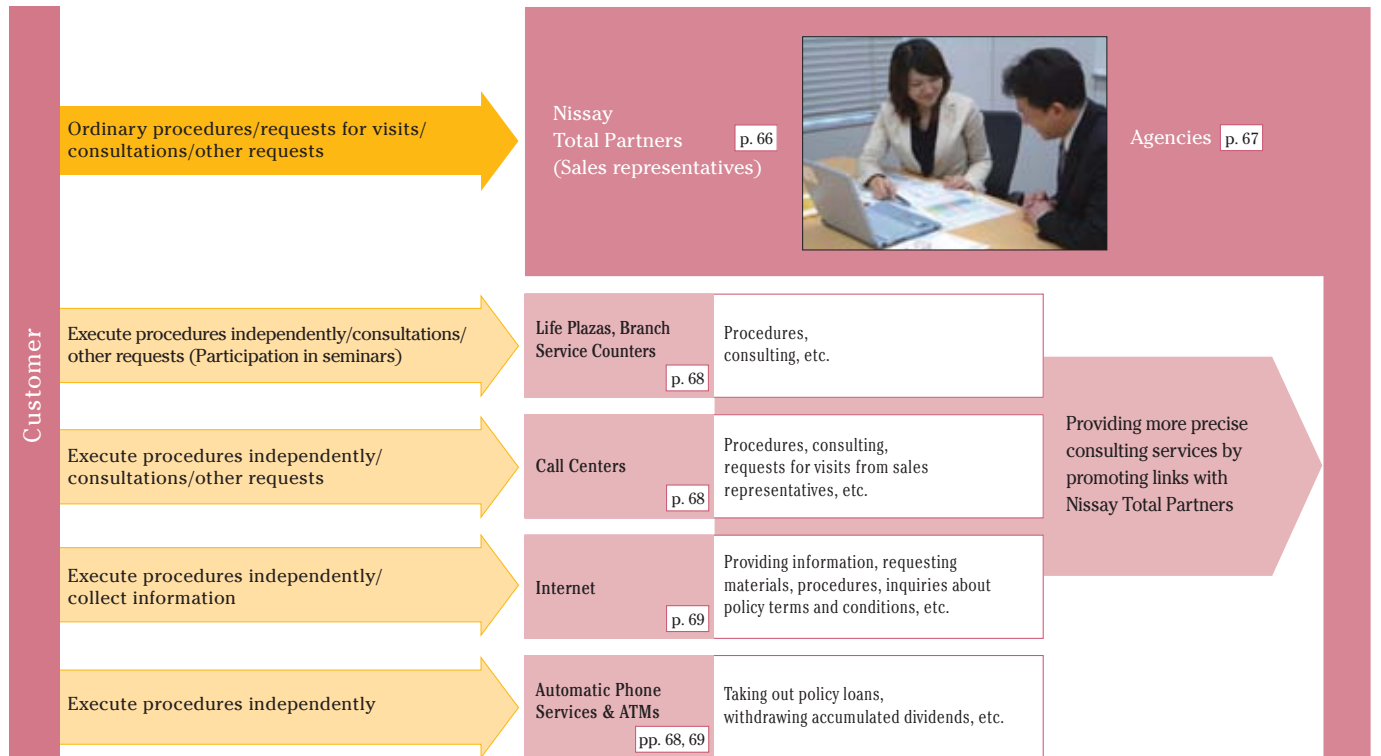 Customer
Ordinary procedures/requests for visits/
consultations/other requests
Nissay
Total Partners
(Sales representatives)
p. 66
Agencies
p. 67
Execute procedures independently/consultations/
other requests (Participation in seminars)
Life Plazas, Branch
Service Counters
p. 68
Procedures,
consulting, etc.
Execute procedures independently/
consultations/other requests
Call Centers
p. 68
Procedures, consulting,
requests for visits from sales
representatives, etc.
Execute procedures independently/
collect information
Internet
p. 69
Providing information, requesting
materials, procedures, inquiries about
policy terms and conditions, etc.
Execute procedures independently
Automatic Phone
Services & ATMs
pp. 68, 69
Taking out policy loans,
withdrawing accumulated dividends, etc.
Providing more precise
consulting services by
promoting links with
Nissay Total Partners